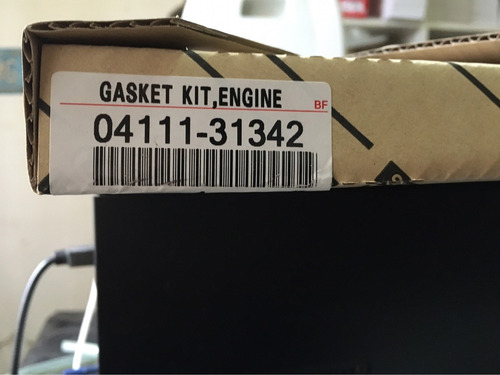 GASKET KIT,ENGINE
BF
04111-31342